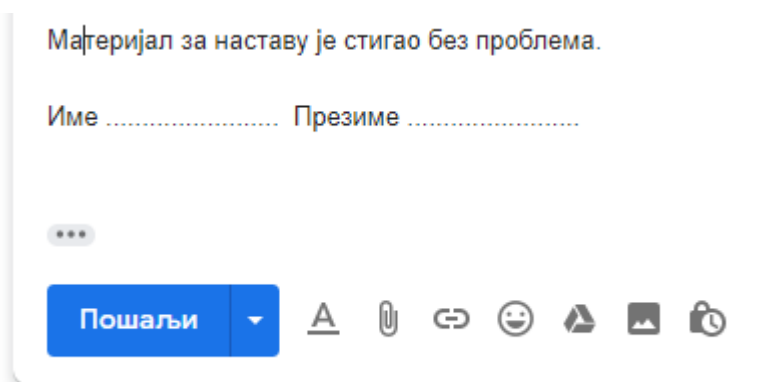 Материјал за наставу је стигао без проблема.
Име ........................ Презиме ........................
Пошаљи